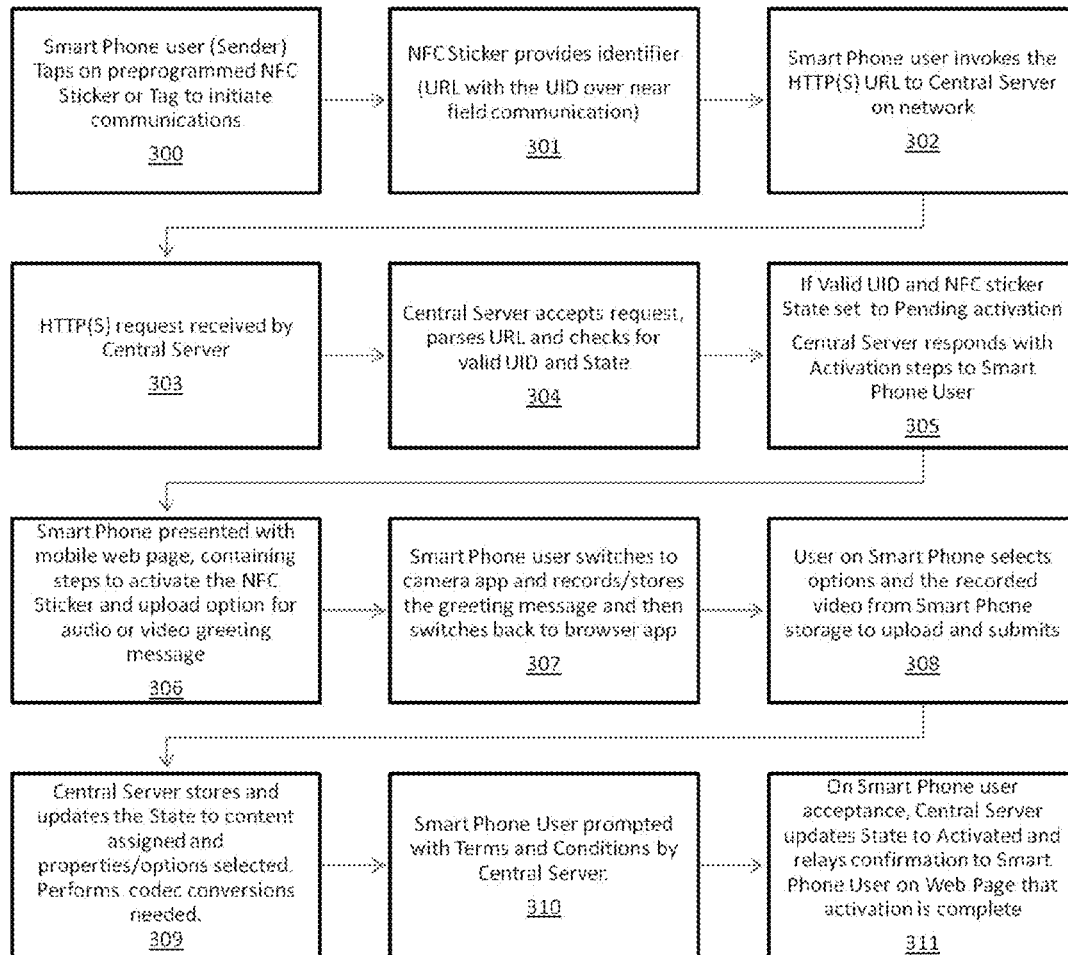 Smart Phone user (Sender)
Taps on preprogrammed NFC
Sticker or Tag to initiate
communications
300
NFC Sticker provides identifier
(URL with the UID over near
field communication)
301
Smart Phone user invokes the
HTTP(S) URL to Central Server
on network
302
HTTP(S) request received by
Central Server
303
Central Server accepts request,
parses URL and checks for
valid UID and State
304
If Valid UID and NFC sticker
State set to Pending activation
Central Server responds with
Activation steps to Smart
Phone User
305
Smart Phone presented with
mobile web page, containing
steps to activate the NFC
Sticker and upload option for
audio or video greeting
message
306
Smart Phone user switches to
camera app and records/stores
the greeting message and then
switches back to browser app
307
User on Smart Phone selects
options and the recorded
video from Smart Phone
storage to upload and submits
308
Central Server stores and
updates the State to content
assigned and
properties/options selected.
Performs codec conversions
needed.
309
Smart Phone User prompted
with Terms and Conditions by
Central Server.
310
On Smart Phone user
acceptance, Central Server
updates State to Activated and
relays confirmation to Smart
Phone User on Web Page that
activation is complete
311